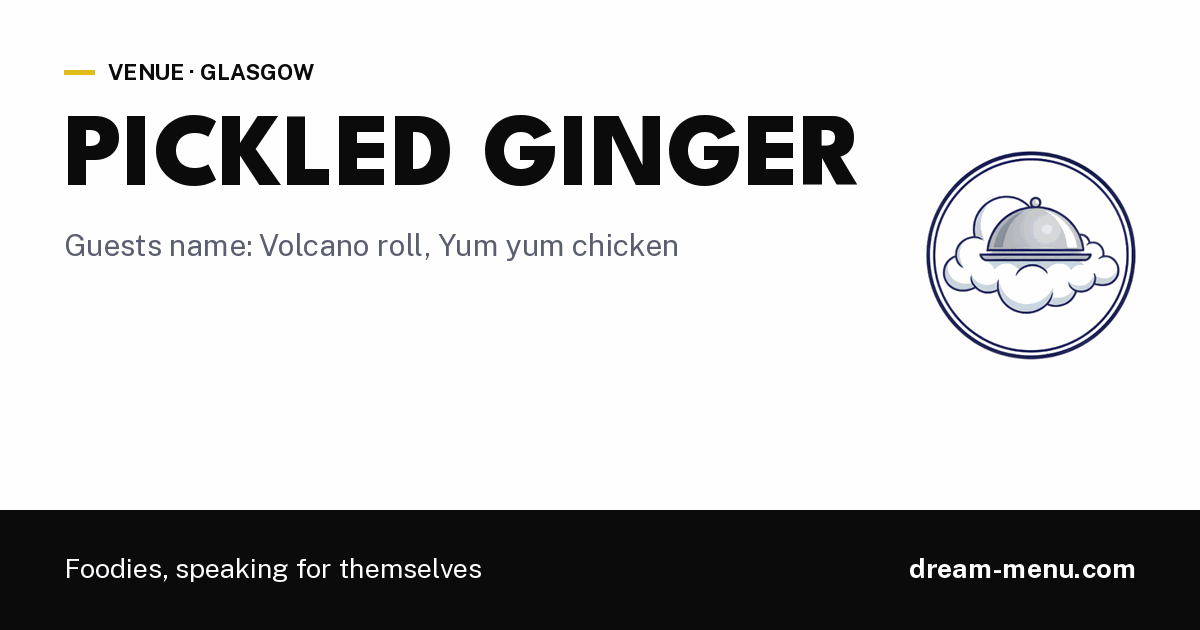 VENUE · GLASGOW
PICKLED GINGER
Guests name: Volcano roll, Yum yum chicken
Foodies, speaking for themselves
dream-menu.com